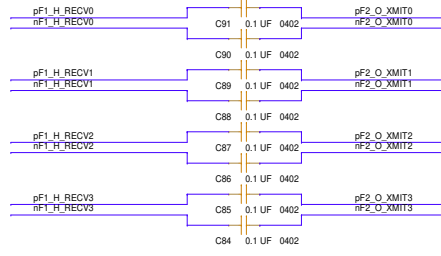 pF1_H_RECV0 pF2_O_XMIT0
nF1_H_RECV0 C91 0.1 UF 0402 nF2_O_XMIT0
C90 0.1 UF 0402
pF1_H_RECV1 pF2_O_XMIT1
nF1_H_RECV1 C89 0.1 UF 0402 nF2_O_XMIT1
C88 0.1 UF 0402
pF1_H_RECV2 pF2_O_XMIT2
nF1_H_RECV2 C87 0.1 UF 0402 nF2_O_XMIT2
C86 0.1 UF 0402
pF1_H_RECV3 pF2_O_XMIT3
nF1_H_RECV3 C85 0.1 UF 0402 nF2_O_XMIT3
C84 0.1 UF 0402